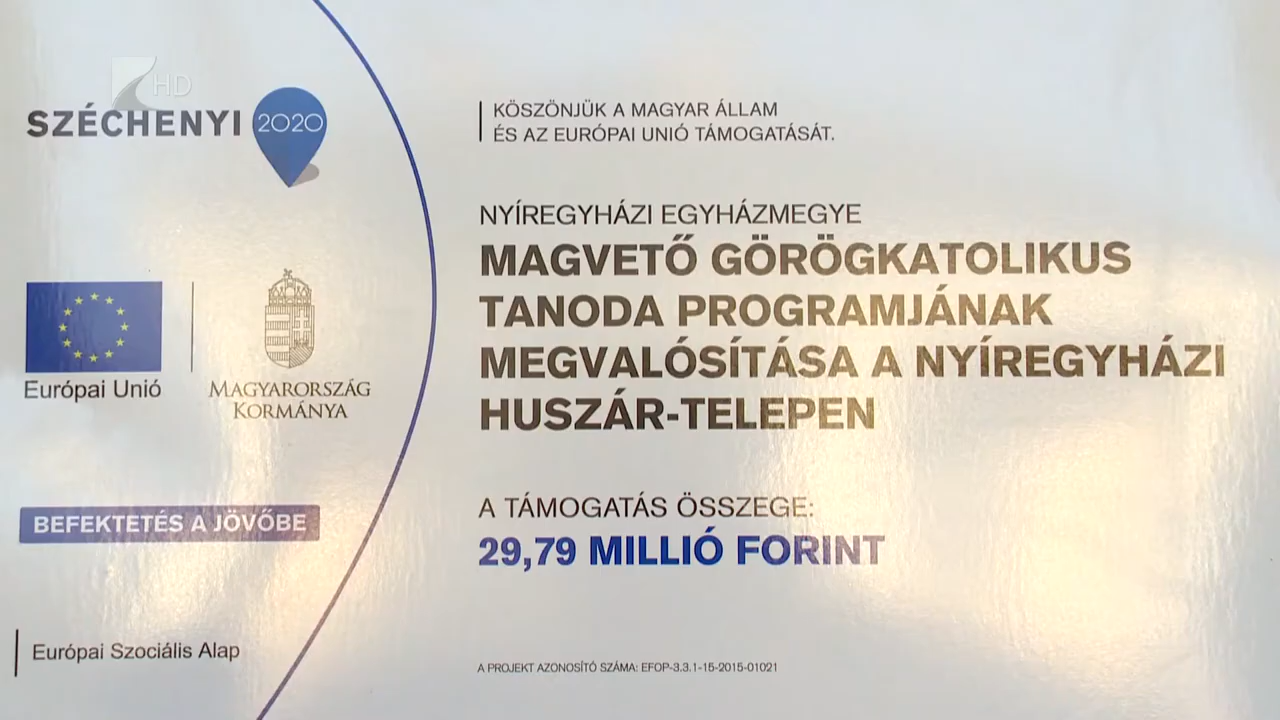 HD
SZÉCHENYI 2020
KÖSZÖNJÜK A MAGYAR ÁLLAM
ÉS AZ EURÓPAI UNIÓ TÁMOGATÁSÁT.
NYÍREGYHÁZI EGYHÁZMEGYE
MAGVETŐ GÖRÖGKATOLIKUS
TANODA PROGRAMJÁNAK
MEGVALÓSÍTÁSA A NYÍREGYHÁZI
HUSZÁR-TELEPEN
Európai Unió
MAGYARORSZÁG
KORMÁNYA
A TÁMOGATÁS ÖSSZEGE:
29,79 MILLIÓ FORINT
BEFEKTETÉS A JÖVŐBE
Európai Szociális Alap
A PROJEKT AZONOSÍTÓ SZÁMA: EFOP-3.3.1-15-2015-01021